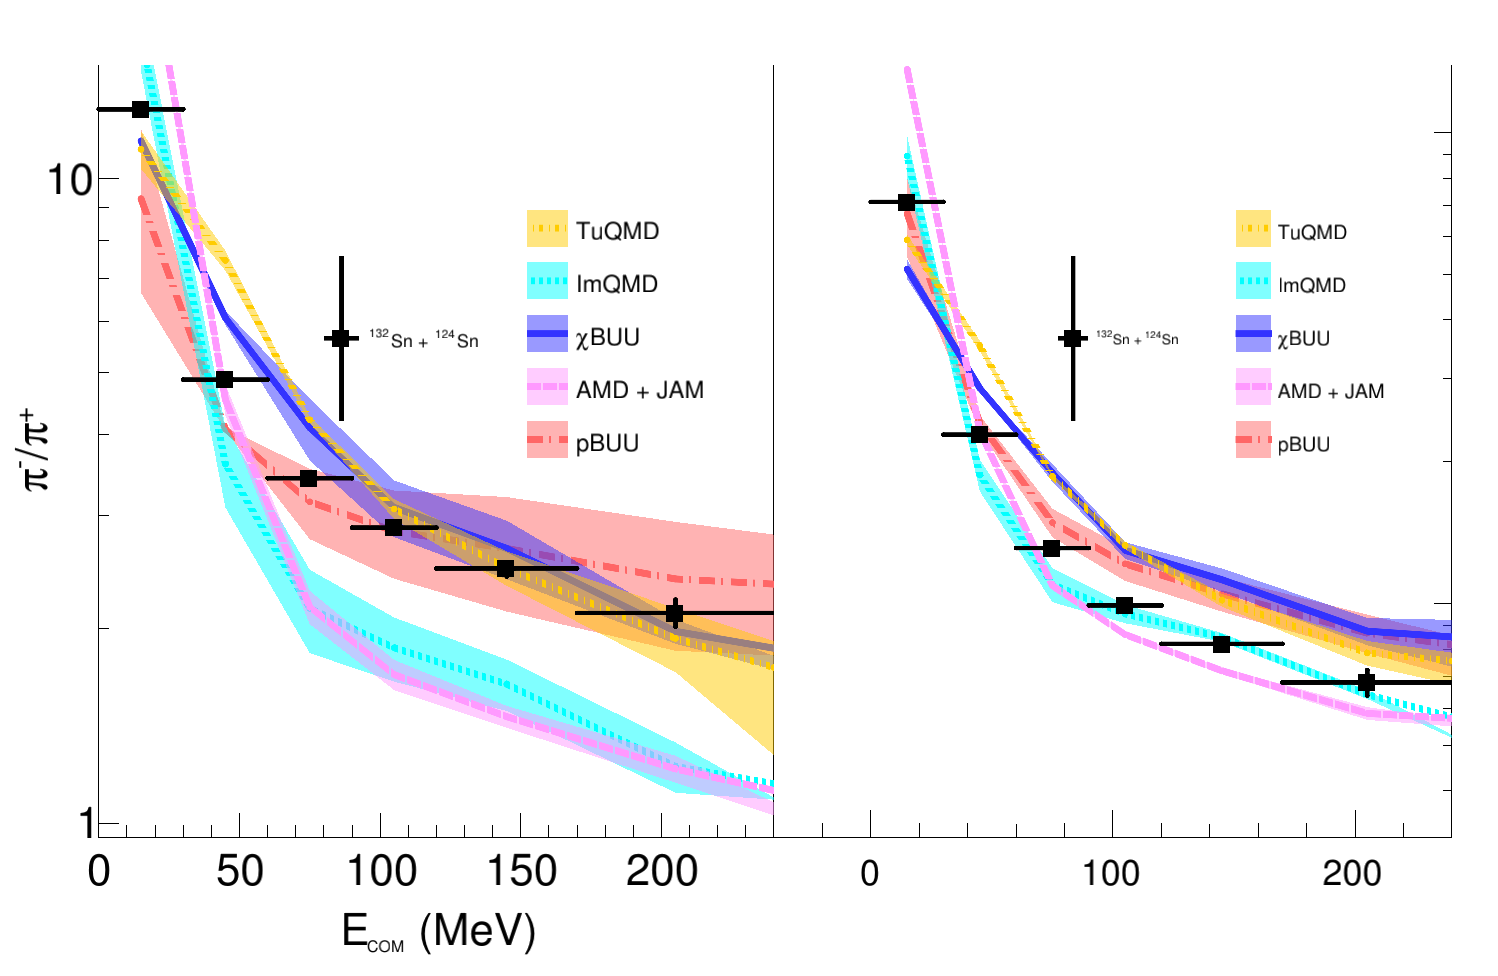 10
1
π⁻/π⁺
TuQMD
ImQMD
χBUU
AMD + JAM
pBUU
¹³²Sn + ¹²⁴Sn
0 50 100 150 200
E_COM (MeV)
TuQMD
ImQMD
χBUU
AMD + JAM
pBUU
¹³²Sn + ¹²⁴Sn
0 100 200